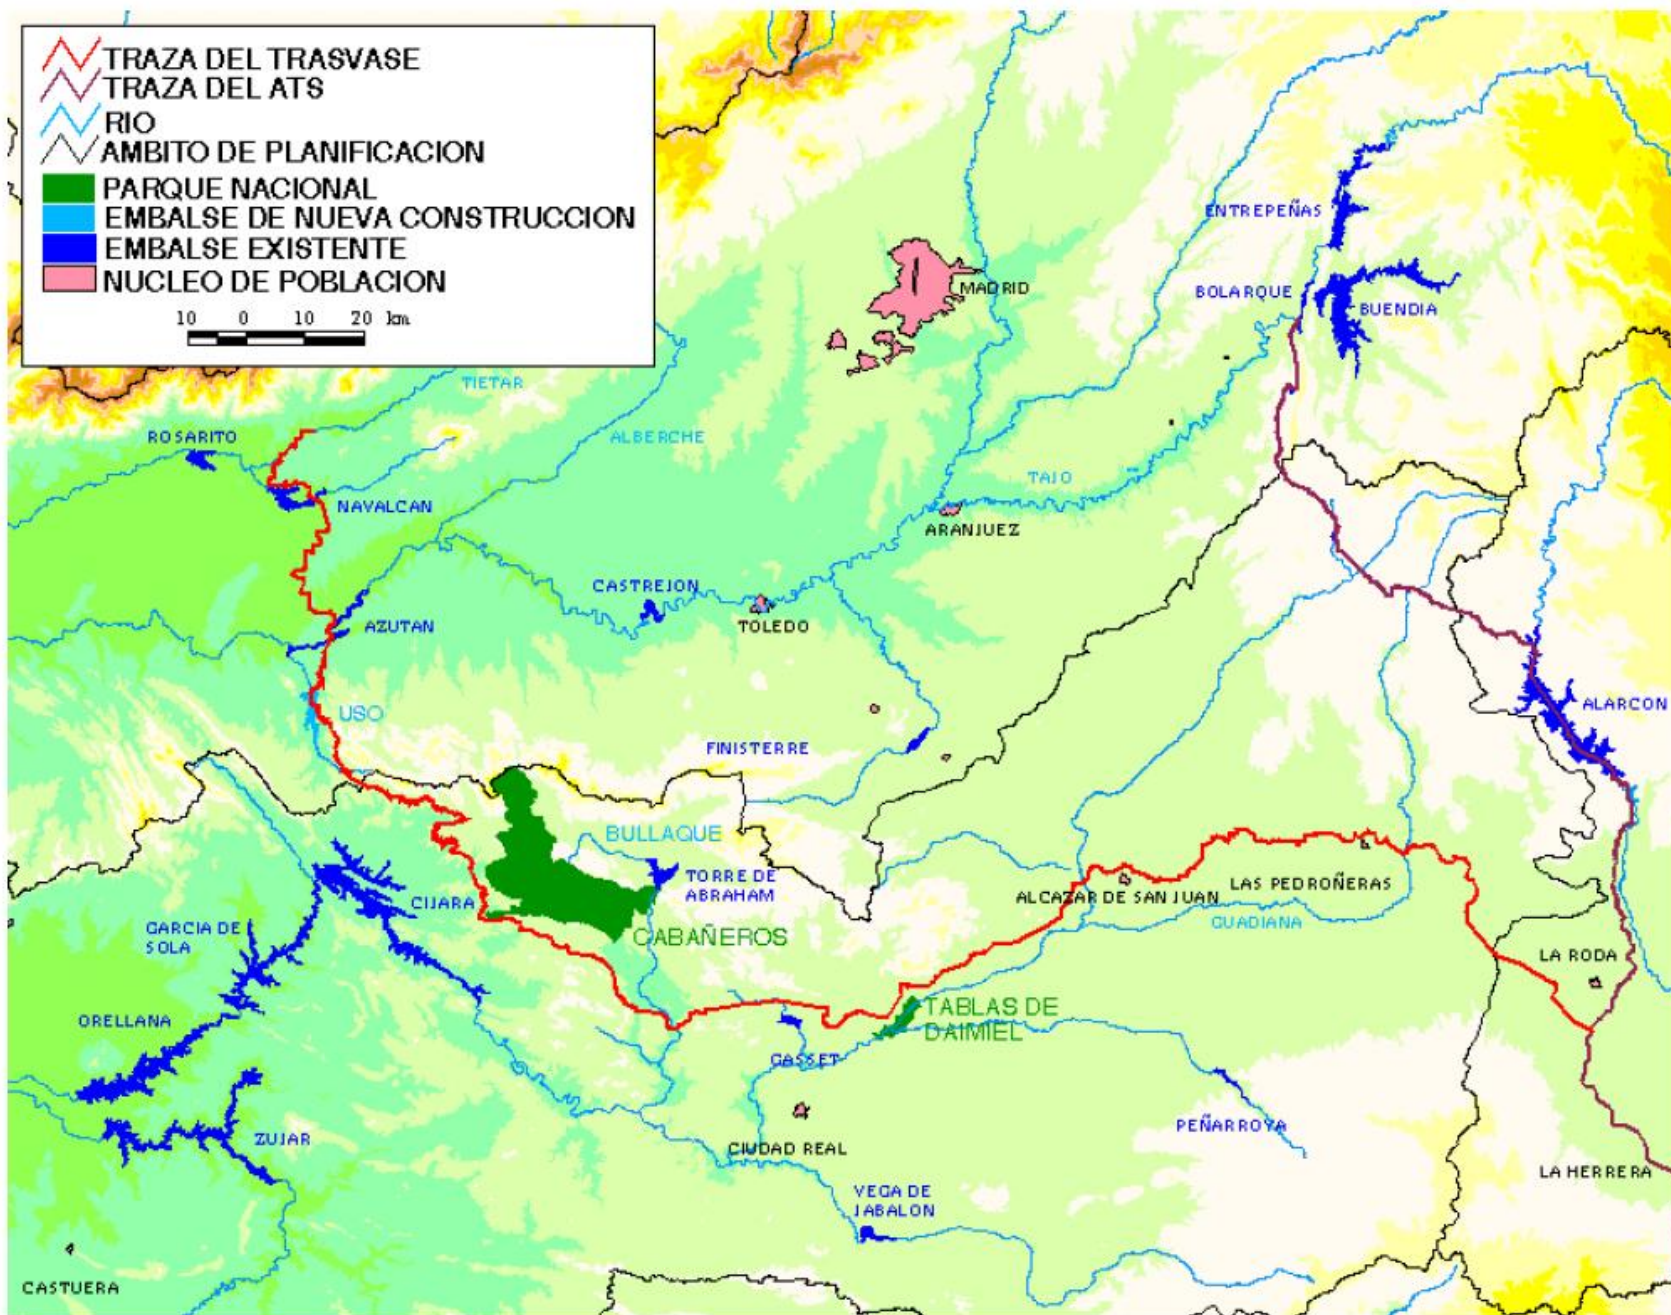 TRAZA DEL TRASVASE
TRAZA DEL ATS
RIO
AMBITO DE PLANIFICACION
PARQUE NACIONAL
EMBALSE DE NUEVA CONSTRUCCION
EMBALSE EXISTENTE
NUCLEO DE POBLACION
10 0 10 20 km
ENTREPEÑAS
MADRID
BOLARQUE
BUENDIA
TIETAR
ROSARITO
ALBERCHE
TAJO
NAVALCAN
ARANJUEZ
CASTREJON
AZUTAN
TOLEDO
USO
ALARCON
FINISTERRE
BULLAQUE
TORRE DE
ABRAHAM
CIJARA
ALCAZAR DE SAN JUAN
LAS PEDROÑERAS
GUADIANA
GARCIA DE
SOLA
CABAÑEROS
LA RODA
ORELLANA
TABLAS DE
DAIMIEL
GASSET
ZUJAR
CIUDAD REAL
PEÑARROYA
LA HERRERA
VEGA DE
JABALON
CASTUERA